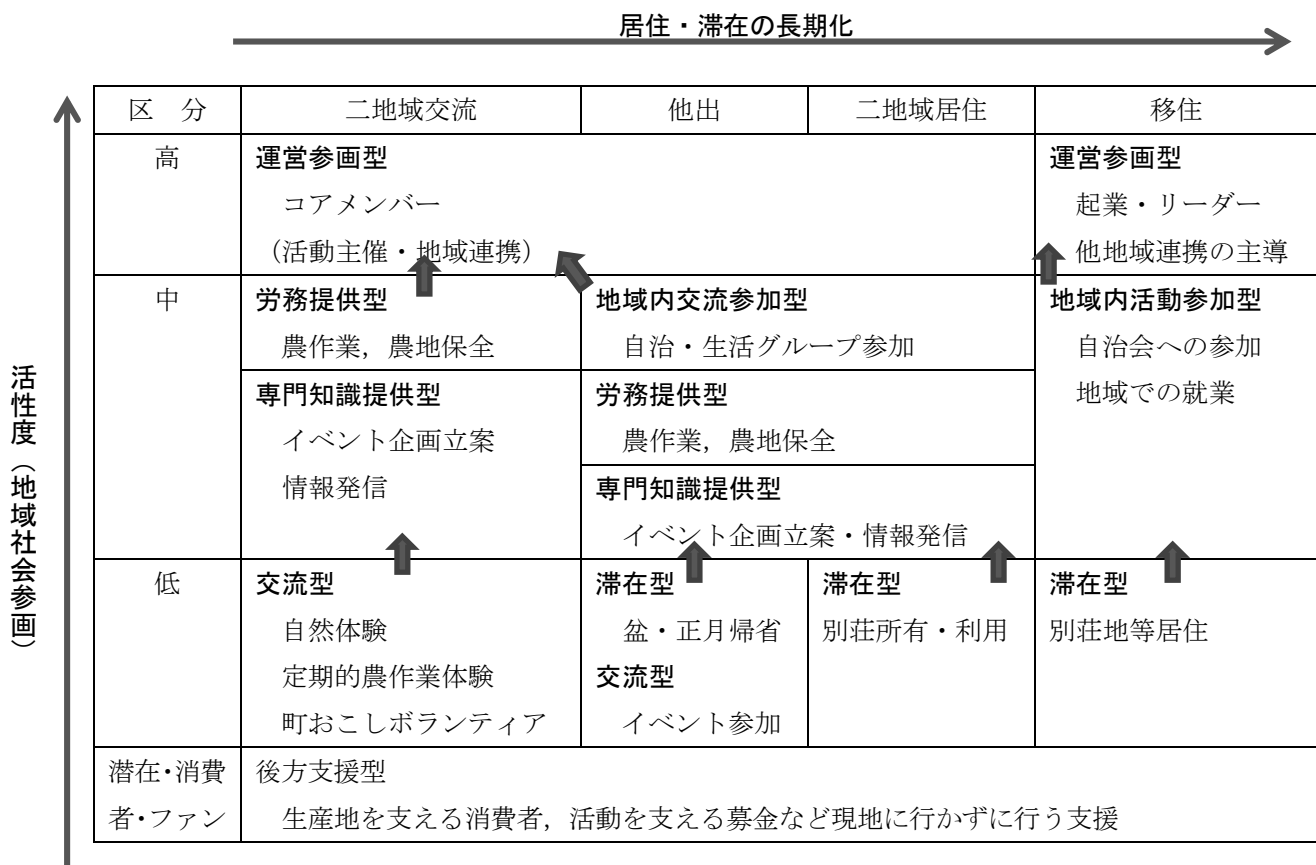 居住・滞在の長期化
活性度（地域社会参画）
区　分　二地域交流　他出　二地域居住　移住
高
運営参画型
コアメンバー
（活動主催・地域連携）
運営参画型
起業・リーダー
他地域連携の主導
中
労務提供型
農作業，農地保全
専門知識提供型
イベント企画立案
情報発信
地域内交流参加型
自治・生活グループ参加
労務提供型
農作業，農地保全
専門知識提供型
イベント企画立案・情報発信
地域内活動参加型
自治会への参加
地域での就業
低
交流型
自然体験
定期的農作業体験
町おこしボランティア
滞在型
盆・正月帰省
交流型
イベント参加
滞在型
別荘所有・利用
滞在型
別荘地等居住
潜在・消費
者・ファン
後方支援型
生産地を支える消費者，活動を支える募金など現地に行かずに行う支援